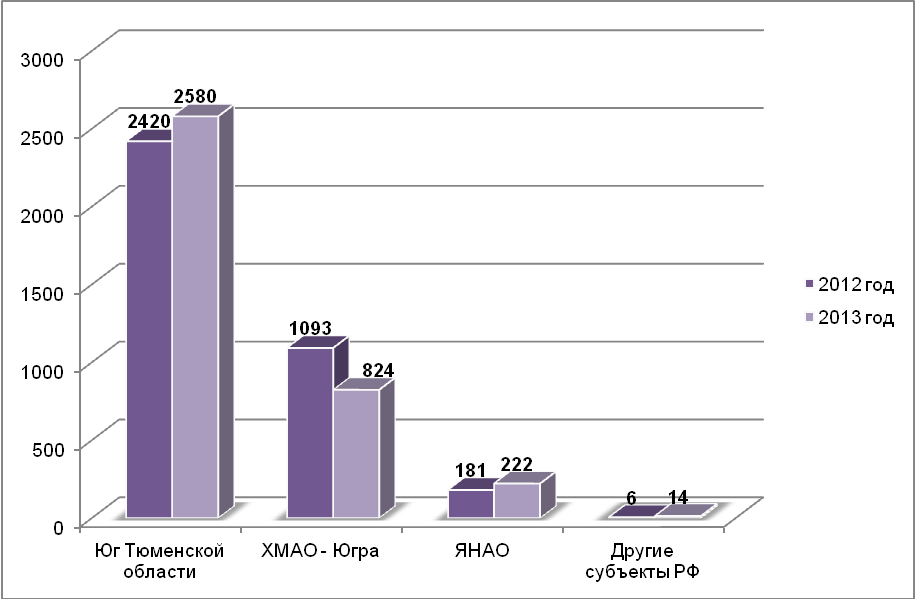 3000
2500
2000
1500
1000
500
0
2420
2580
1093
824
181
222
6
14
Юг Тюменской
области
ХМАО - Югра
ЯНАО
Другие
субъекты РФ
2012 год
2013 год